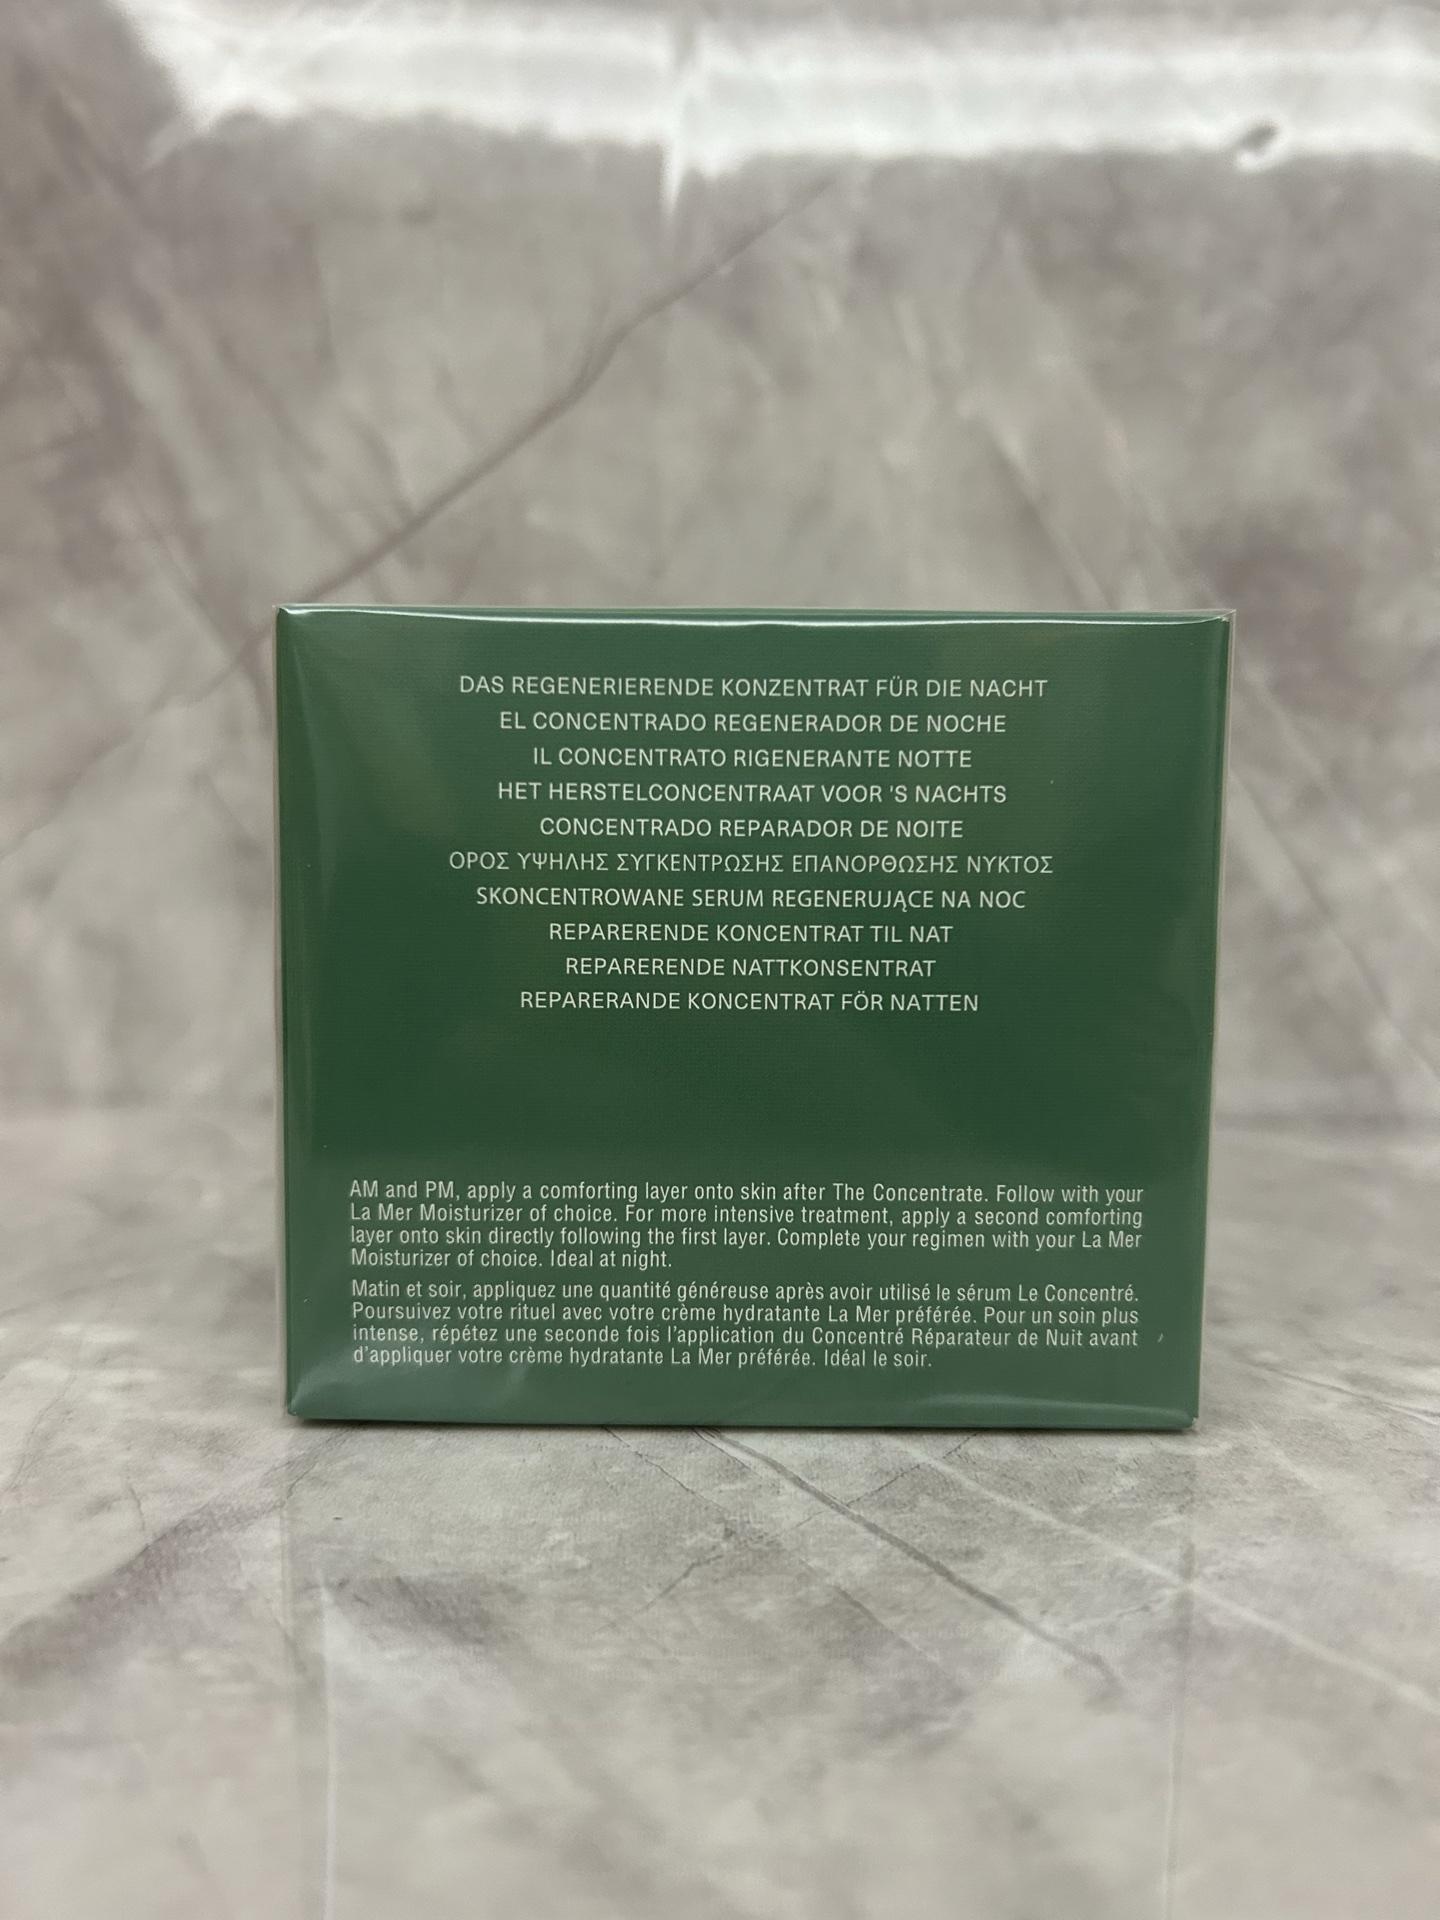 DAS REGENERIERENDE KONZENTRAT FÜR DIE NACHT
EL CONCENTRADO REGENERADOR DE NOCHE
IL CONCENTRATO RIGENERANTE NOTTE
HET HERSTELCONCENTRAAT VOOR 'S NACHTS
CONCENTRADO REPARADOR DE NOITE
ΟΡΟΣ ΥΨΗΛΗΣ ΣΥΓΚΕΝΤΡΩΣΗΣ ΕΠΑΝΟΡΘΩΣΗΣ ΝΥΚΤΟΣ
SKONCENTROWANE SERUM REGENERUJĄCE NA NOC
REPARERENDE KONCENTRAT TIL NAT
REPARERENDE NATTKONSENTRAT
REPARERANDE KONCENTRAT FÖR NATTEN
AM and PM, apply a comforting layer onto skin after The Concentrate. Follow with your
La Mer Moisturizer of choice. For more intensive treatment, apply a second comforting
layer onto skin directly following the first layer. Complete your regimen with your La Mer
Moisturizer of choice. Ideal at night.
Matin et soir, appliquez une quantité généreuse après avoir utilisé le sérum Le Concentré.
Poursuivez votre rituel avec votre crème hydratante La Mer préférée. Pour un soin plus
intense, répétez une seconde fois l'application du Concentré Réparateur de Nuit avant
d'appliquer votre crème hydratante La Mer préférée. Idéal le soir.